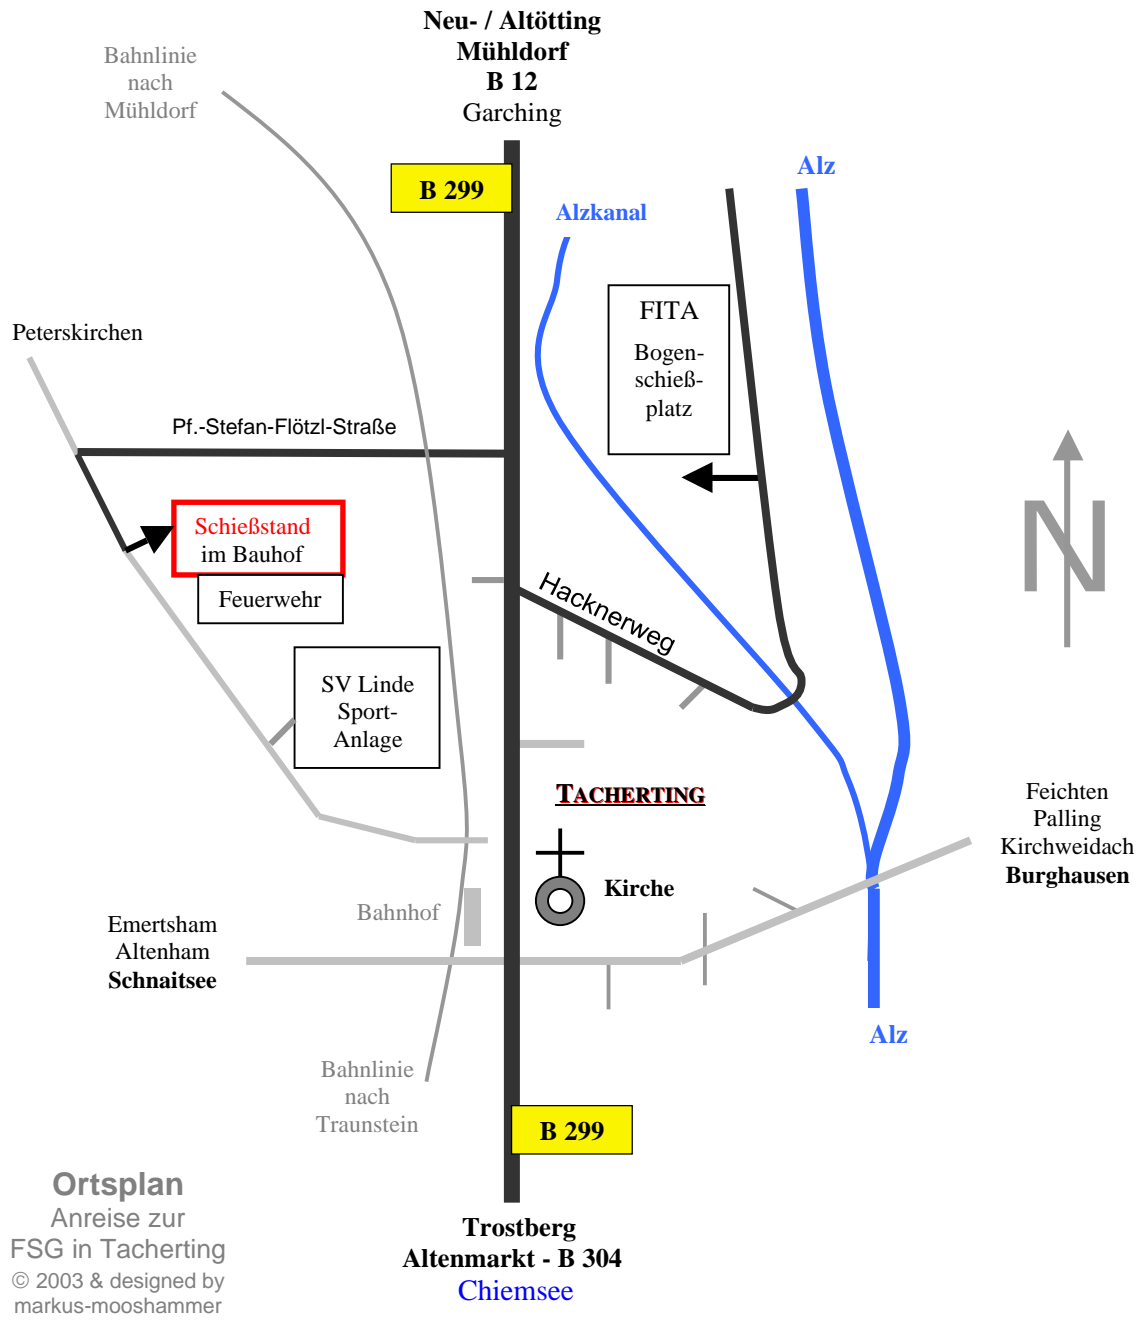 Neu- / Altötting
Mühldorf
B 12
Garching
Bahnlinie
nach
Mühldorf
B 299
Alz
Alzkanal
FITA
Bogen-
schieß-
platz
Peterskirchen
Pf.-Stefan-Flötzl-Straße
Schießstand
im Bauhof
Feuerwehr
Hacknerweg
N
SV Linde
Sport-
Anlage
TACHERTING
Feichten
Palling
Kirchweidach
Burghausen
Kirche
Bahnhof
Emertsham
Altenham
Schnaitsee
Alz
Bahnlinie
nach
Traunstein
B 299
Ortsplan
Anreise zur
FSG in Tacherting
© 2003 & designed by
markus-mooshammer
Trostberg
Altenmarkt - B 304
Chiemsee